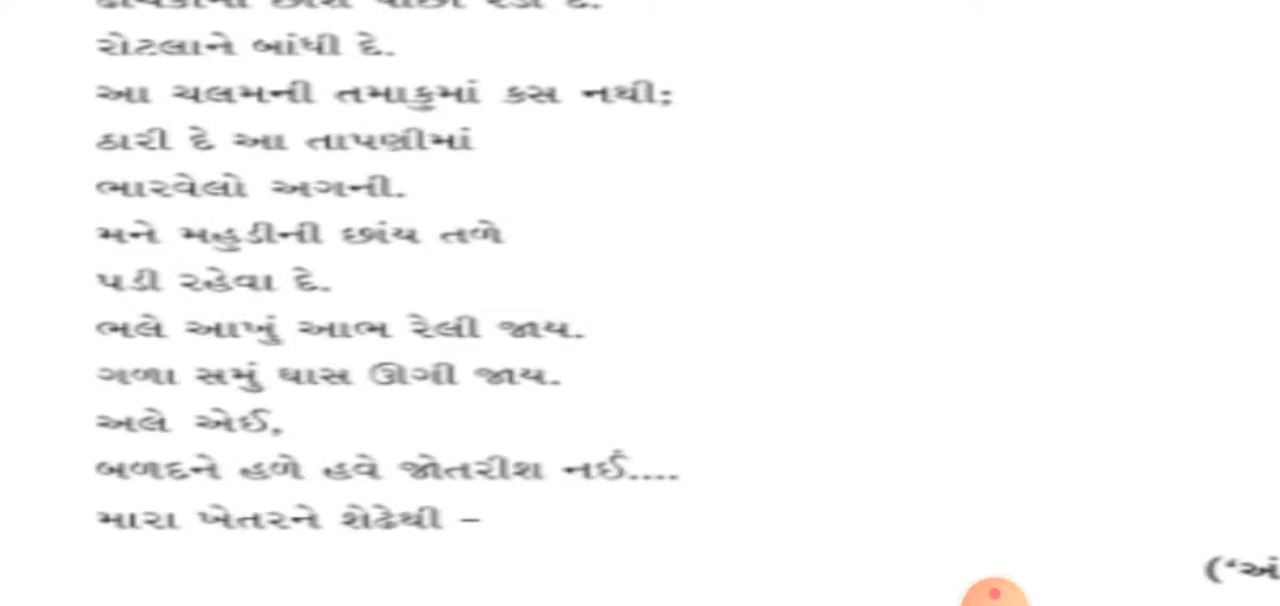 રોટલાને બાંધી દે.
આ ચલમની તમાકુમાં કસ નથી;
ઠારી દે આ તાપણીમાં
ભારવેલો અગની.
મને મહુડીની છાંય તળે
પડી રહેવા દે.
ભલે આખું આભ રેલી જાય.
ગળા સમું ઘાસ ઊગી જાય.
અલે એઈ,
બળદને હળે હવે જોતરીશ નઈં....
મારા ખેતરને શેઢેથી –